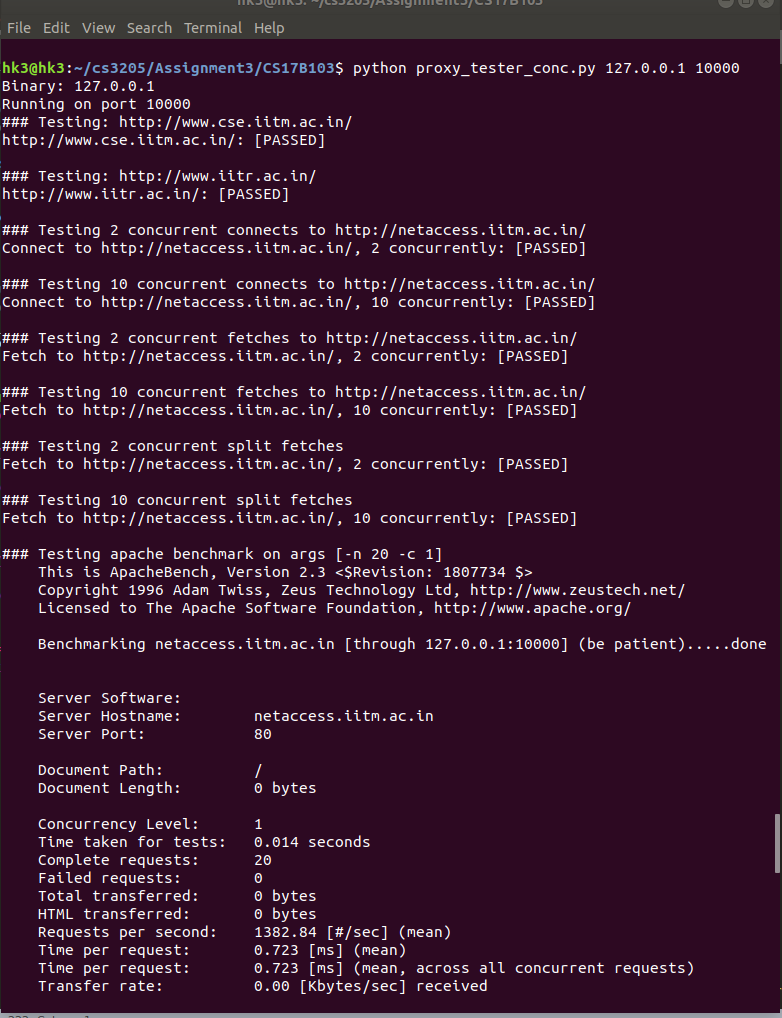 File Edit View Search Terminal Help
hk3@hk3:~/cs3205/Assignment3/CS17B103$ python proxy_tester_conc.py 127.0.0.1 10000
Binary: 127.0.0.1
Running on port 10000
### Testing: http://www.cse.iitm.ac.in/
http://www.cse.iitm.ac.in/: [PASSED]
### Testing: http://www.iitr.ac.in/
http://www.iitr.ac.in/: [PASSED]
### Testing 2 concurrent connects to http://netaccess.iitm.ac.in/
Connect to http://netaccess.iitm.ac.in/, 2 concurrently: [PASSED]
### Testing 10 concurrent connects to http://netaccess.iitm.ac.in/
Connect to http://netaccess.iitm.ac.in/, 10 concurrently: [PASSED]
### Testing 2 concurrent fetches to http://netaccess.iitm.ac.in/
Fetch to http://netaccess.iitm.ac.in/, 2 concurrently: [PASSED]
### Testing 10 concurrent fetches to http://netaccess.iitm.ac.in/
Fetch to http://netaccess.iitm.ac.in/, 10 concurrently: [PASSED]
### Testing 2 concurrent split fetches
Fetch to http://netaccess.iitm.ac.in/, 2 concurrently: [PASSED]
### Testing 10 concurrent split fetches
Fetch to http://netaccess.iitm.ac.in/, 10 concurrently: [PASSED]
### Testing apache benchmark on args [-n 20 -c 1]
This is ApacheBench, Version 2.3 <$Revision: 1807734 $>
Copyright 1996 Adam Twiss, Zeus Technology Ltd, http://www.zeustech.net/
Licensed to The Apache Software Foundation, http://www.apache.org/
Benchmarking netaccess.iitm.ac.in [through 127.0.0.1:10000] (be patient).....done
Server Software:
Server Hostname: netaccess.iitm.ac.in
Server Port: 80
Document Path: /
Document Length: 0 bytes
Concurrency Level: 1
Time taken for tests: 0.014 seconds
Complete requests: 20
Failed requests: 0
Total transferred: 0 bytes
HTML transferred: 0 bytes
Requests per second: 1382.84 [#/sec] (mean)
Time per request: 0.723 [ms] (mean)
Time per request: 0.723 [ms] (mean, across all concurrent requests)
Transfer rate: 0.00 [Kbytes/sec] received